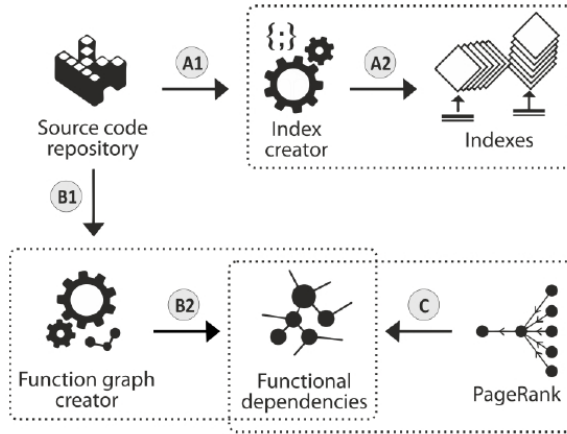 {;}
A1
A2
Source code
repository
Index
creator
Indexes
B1
B2
C
Function graph
creator
Functional
dependencies
PageRank